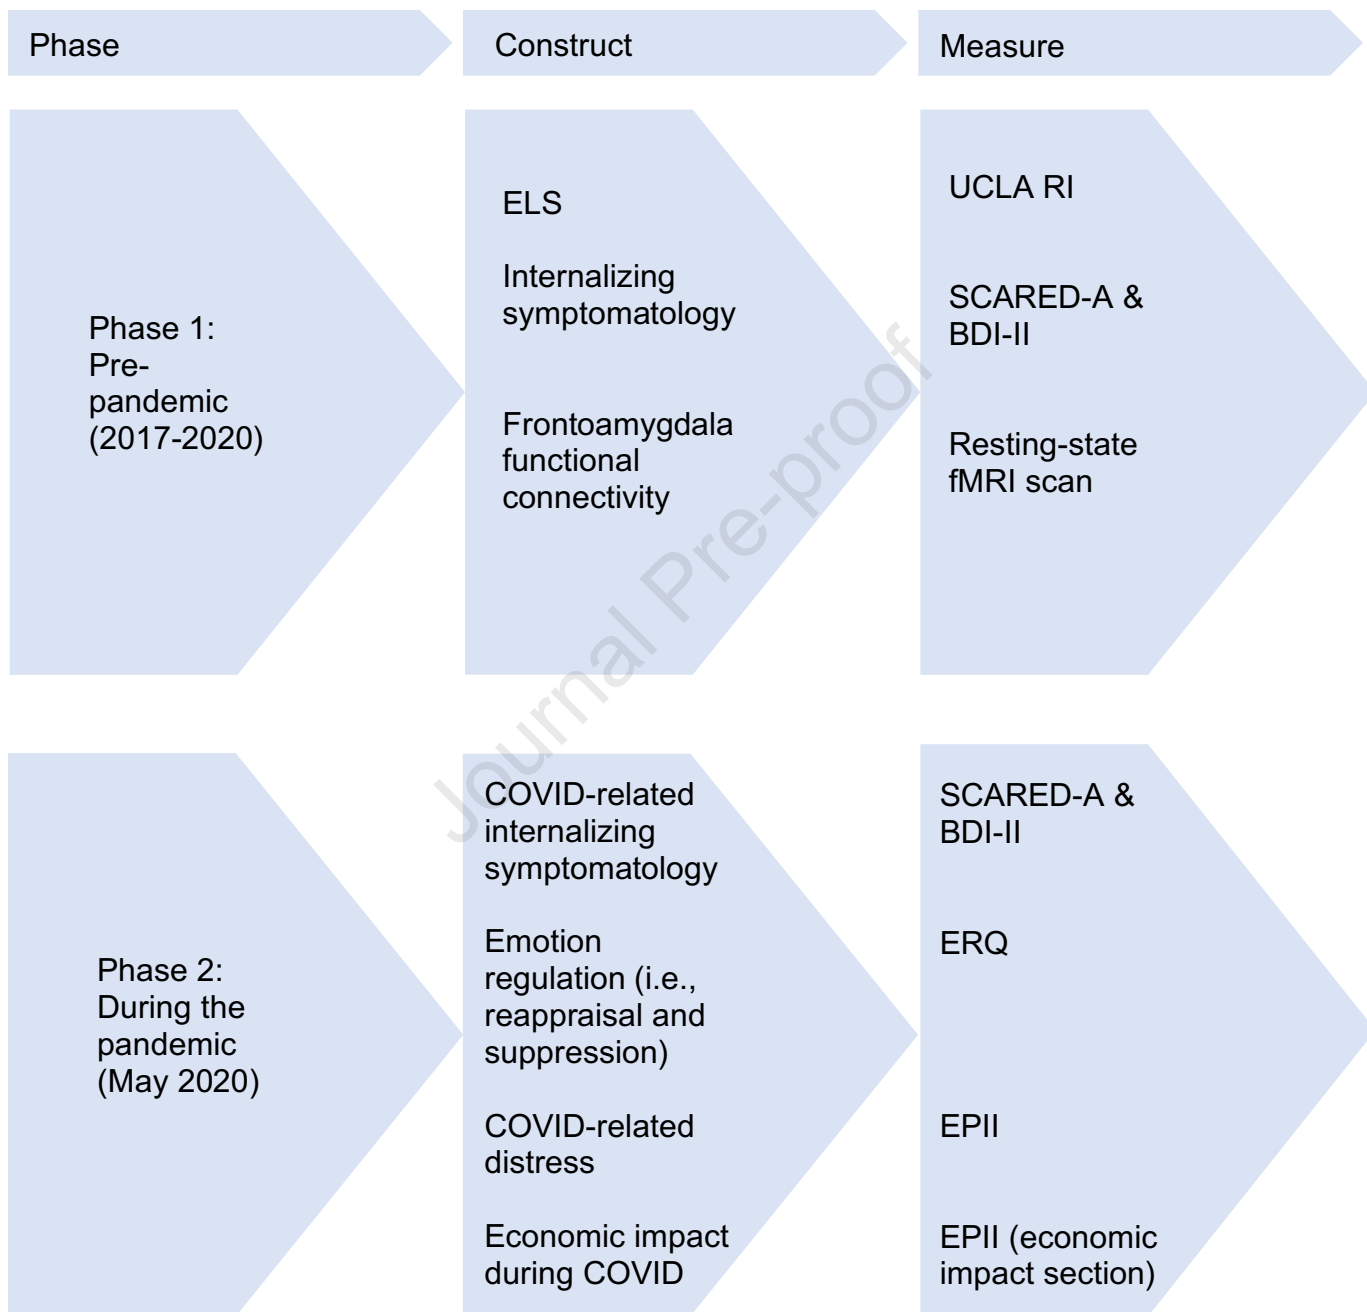 Phase
Construct
Measure
Phase 1:
Pre-
pandemic
(2017-2020)
ELS
Internalizing
symptomatology
Frontoamygdala
functional
connectivity
UCLA RI
SCARED-A &
BDI-II
Resting-state
fMRI scan
Journal Pre-proof
Phase 2:
During the
pandemic
(May 2020)
COVID-related
internalizing
symptomatology
Emotion
regulation (i.e.,
reappraisal and
suppression)
COVID-related
distress
Economic impact
during COVID
SCARED-A &
BDI-II
ERQ
EPII
EPII (economic
impact section)